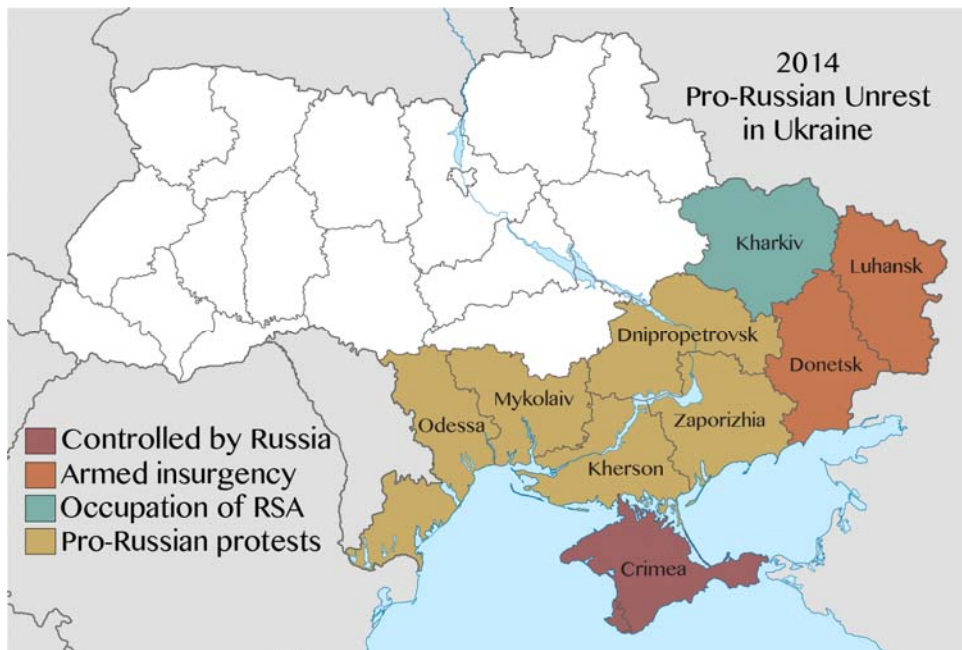 2014
Pro-Russian Unrest
in Ukraine
Kharkiv
Luhansk
Dnipropetrovsk
Donetsk
Mykolaiv
Odessa
Zaporizhia
Kherson
Crimea
Controlled by Russia
Armed insurgency
Occupation of RSA
Pro-Russian protests